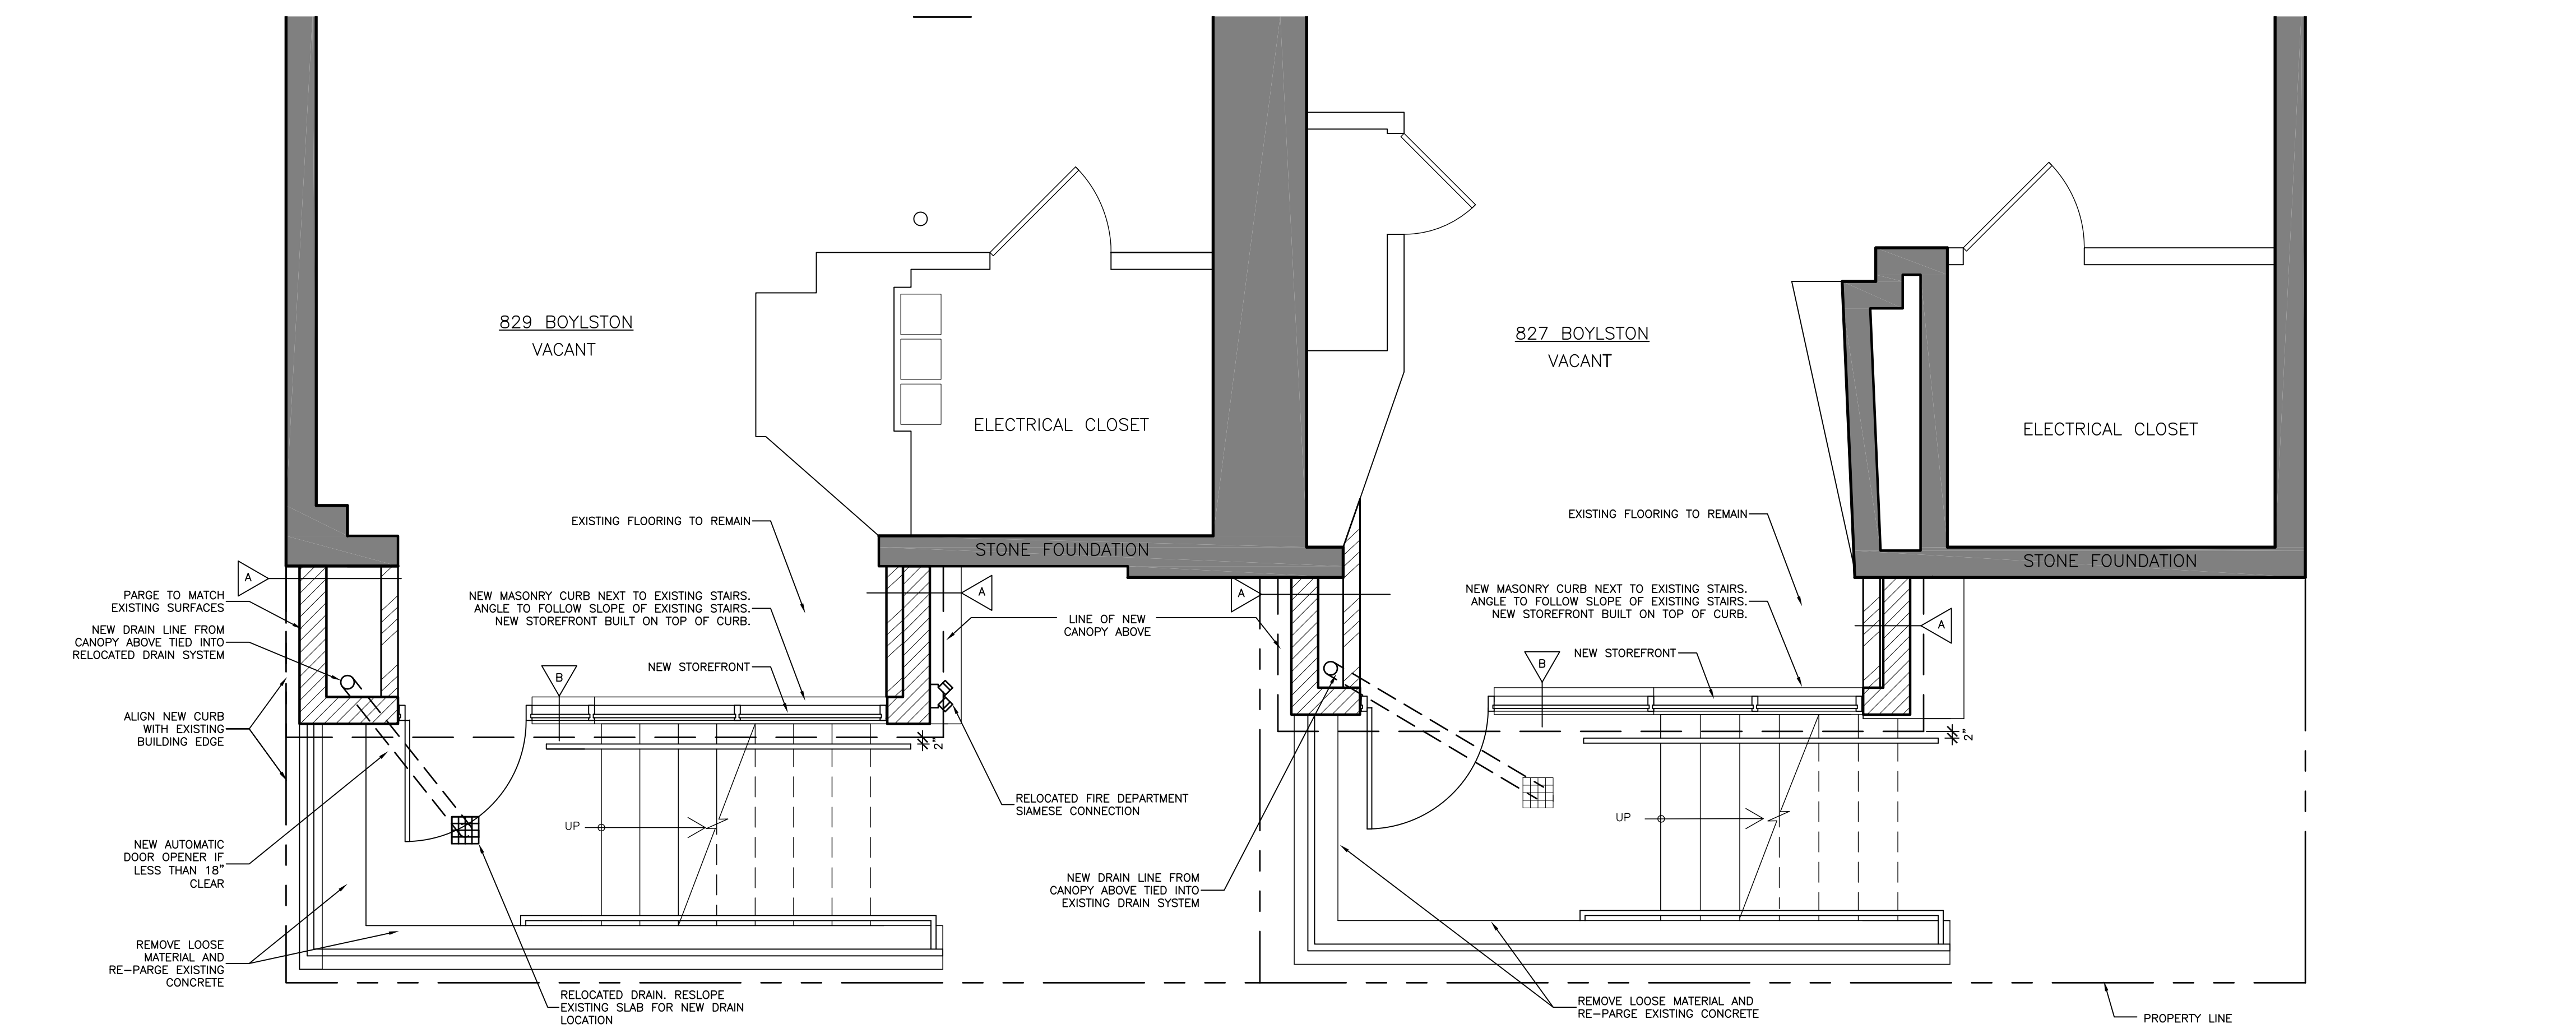 829 BOYLSTON
VACANT
827 BOYLSTON
VACANT
ELECTRICAL CLOSET
ELECTRICAL CLOSET
EXISTING FLOORING TO REMAIN
EXISTING FLOORING TO REMAIN
STONE FOUNDATION
STONE FOUNDATION
A
PARGE TO MATCH
EXISTING SURFACES
NEW DRAIN LINE FROM
CANOPY ABOVE TIED INTO
RELOCATED DRAIN SYSTEM
ALIGN NEW CURB
WITH EXISTING
BUILDING EDGE
NEW AUTOMATIC
DOOR OPENER IF
LESS THAN 18"
CLEAR
REMOVE LOOSE
MATERIAL AND
RE-PARGE EXISTING
CONCRETE
NEW MASONRY CURB NEXT TO EXISTING STAIRS.
ANGLE TO FOLLOW SLOPE OF EXISTING STAIRS.
NEW STOREFRONT BUILT ON TOP OF CURB.
NEW STOREFRONT
B
A
LINE OF NEW
CANOPY ABOVE
A
2"
UP
RELOCATED FIRE DEPARTMENT
SIAMESE CONNECTION
RELOCATED DRAIN. RESLOPE
EXISTING SLAB FOR NEW DRAIN
LOCATION
NEW DRAIN LINE FROM
CANOPY ABOVE TIED INTO
EXISTING DRAIN SYSTEM
NEW MASONRY CURB NEXT TO EXISTING STAIRS.
ANGLE TO FOLLOW SLOPE OF EXISTING STAIRS.
NEW STOREFRONT BUILT ON TOP OF CURB.
NEW STOREFRONT
B
A
2"
UP
REMOVE LOOSE MATERIAL AND
RE-PARGE EXISTING CONCRETE
PROPERTY LINE